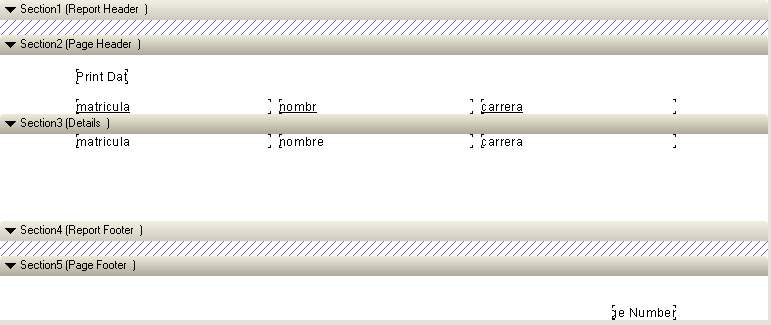 Section1 (Report Header )
Section2 (Page Header )
Print Dat
matricula nombr carrera
Section3 (Details )
matricula nombre carrera
Section4 (Report Footer )
Section5 (Page Footer )
ge Number